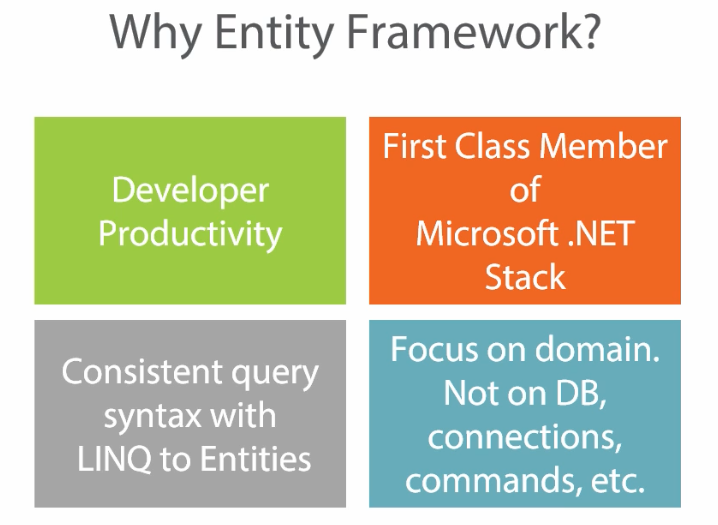 Why Entity Framework?
Developer
Productivity
First Class Member
of
Microsoft .NET
Stack
Consistent query
syntax with
LINQ to Entities
Focus on domain.
Not on DB,
connections,
commands, etc.